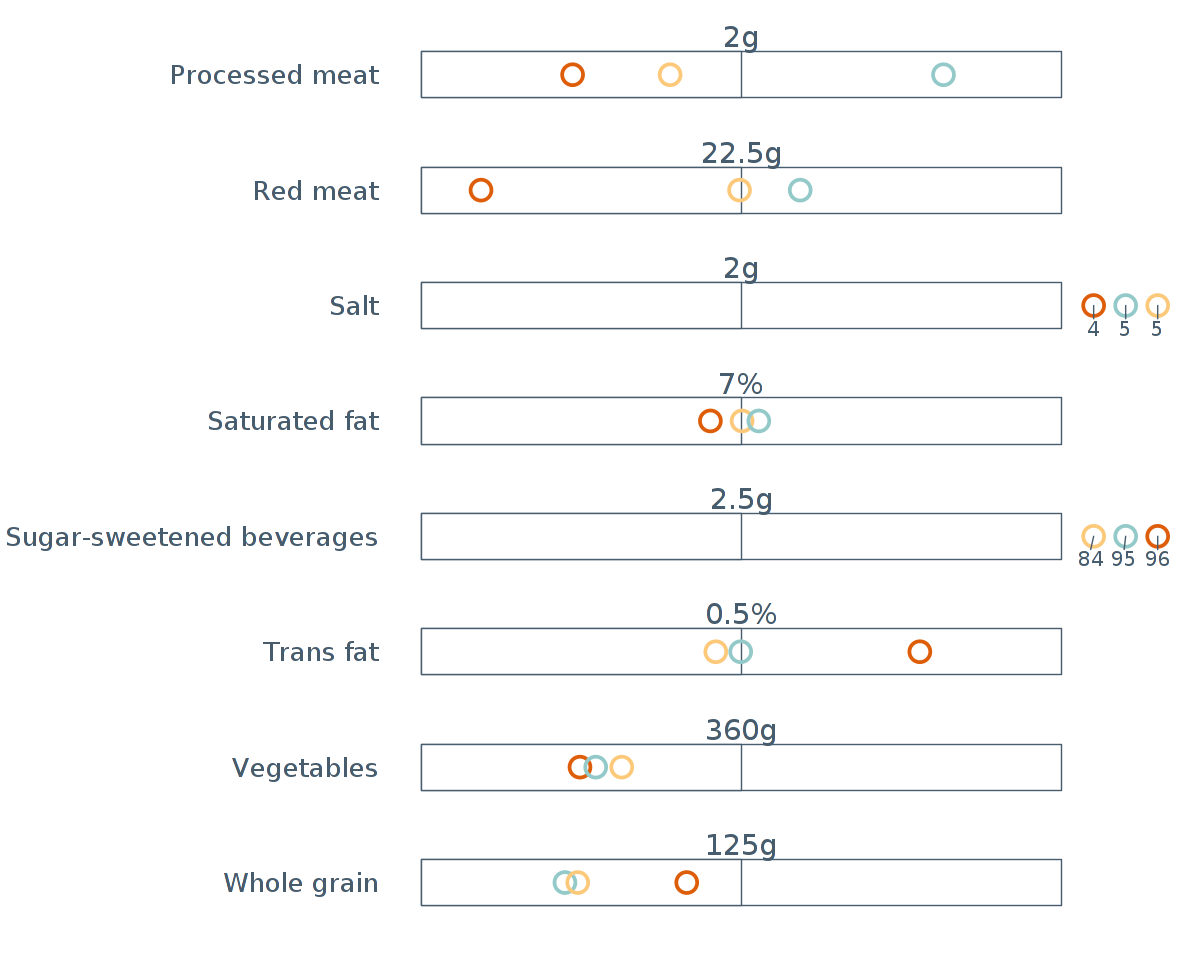 2g
Processed meat
22.5g
Red meat
2g
Salt
4 5 5
7%
Saturated fat
2.5g
Sugar-sweetened beverages
84 95 96
0.5%
Trans fat
360g
Vegetables
125g
Whole grain